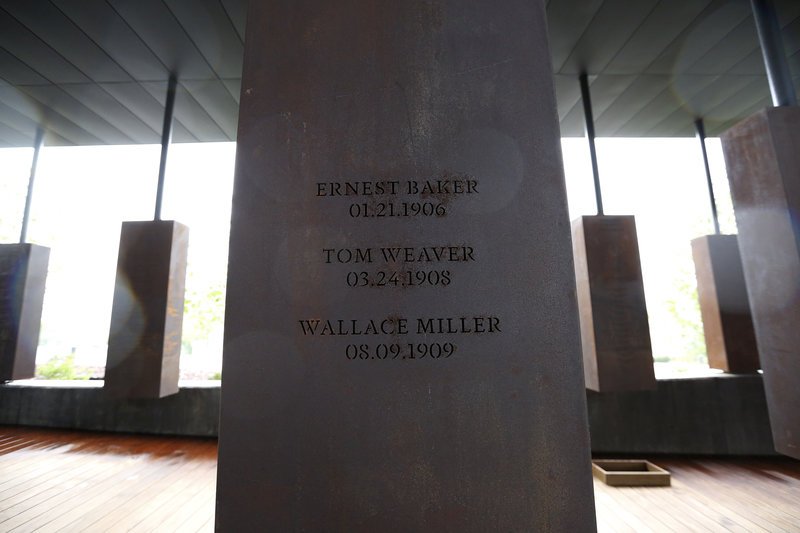 ERNEST BAKER
01.21.1906
TOM WEAVER
03.24.1908
WALLACE MILLER
08.09.1909